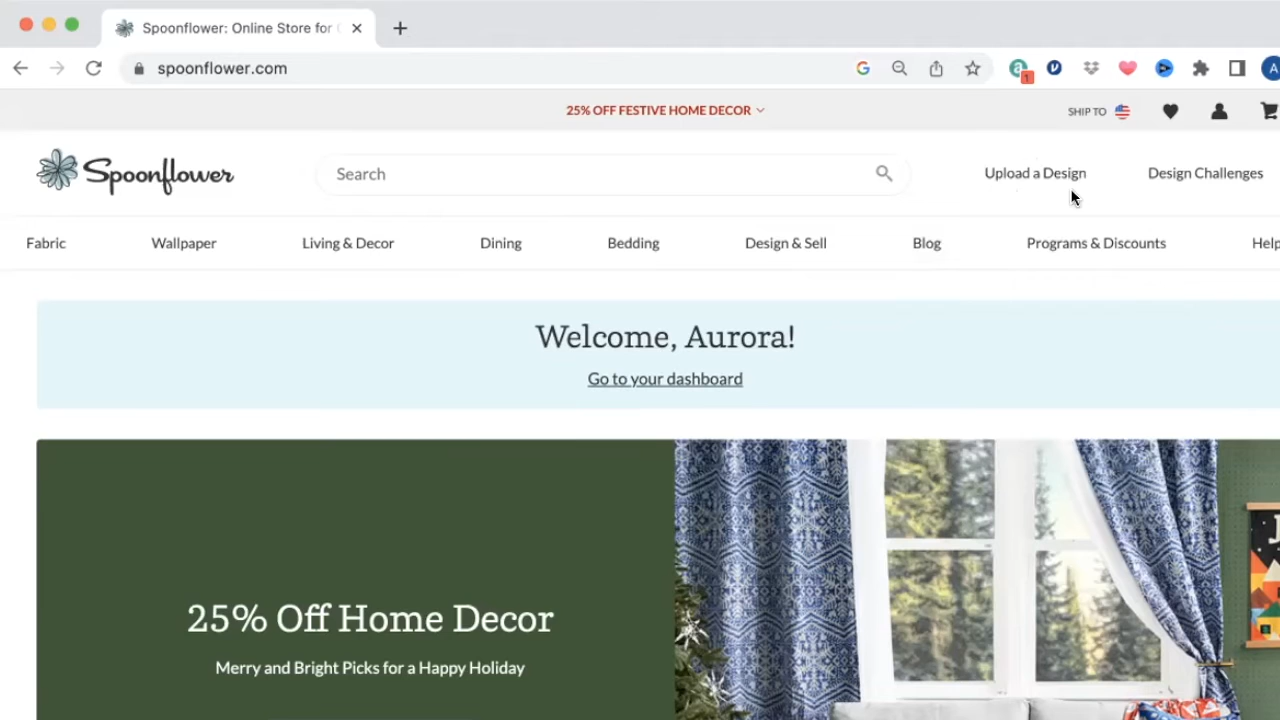 Spoonflower: Online Store for
spoonflower.com
1
A
25% OFF FESTIVE HOME DECOR
SHIP TO
Spoonflower
Search
Upload a Design
Design Challenges
Fabric
Wallpaper
Living & Decor
Dining
Bedding
Design & Sell
Blog
Programs & Discounts
Help
Welcome, Aurora!
Go to your dashboard
25% Off Home Decor
Merry and Bright Picks for a Happy Holiday